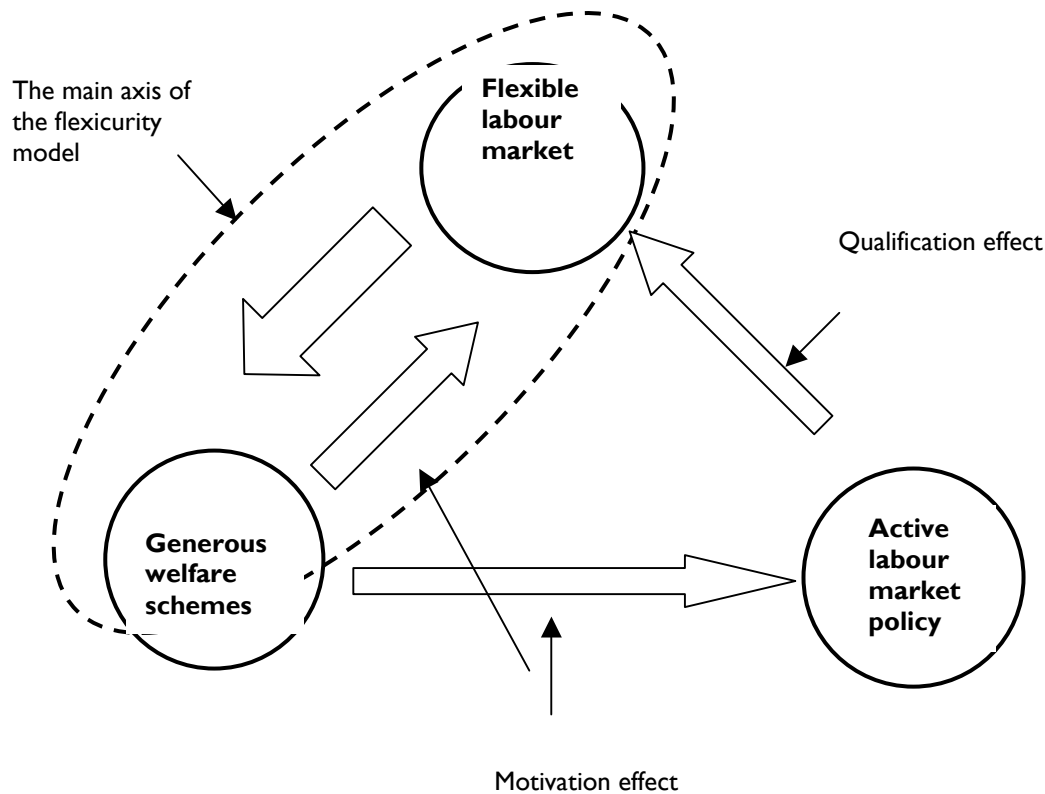 The main axis of
the flexicurity
model
Flexible
labour
market
Qualification effect
Generous
welfare
schemes
Active
labour
market
policy
Motivation effect